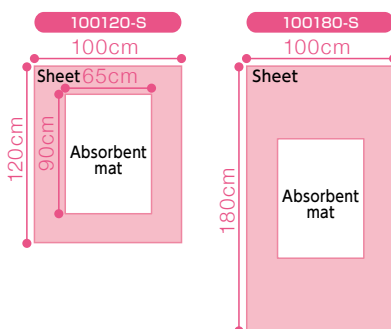 100120-S
100cm
Sheet
65cm
120cm
90cm
Absorbent
mat
100180-S
100cm
Sheet
180cm
Absorbent
mat